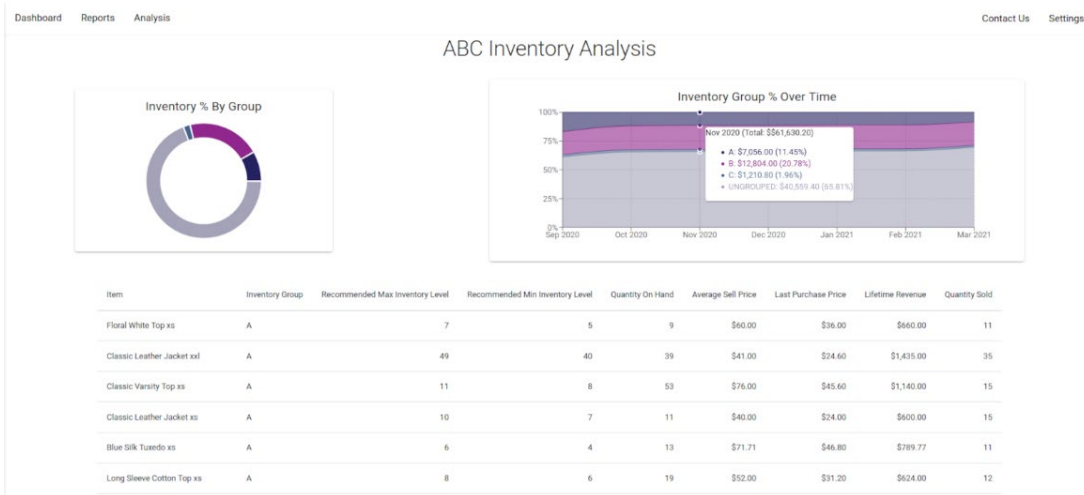 Dashboard Reports Analysis Contact Us Settings
ABC Inventory Analysis
Inventory % By Group
Inventory Group % Over Time
100%
75%
50%
25%
0%
Nov 2020 (Total: $$61,630.20)
A: $7,056.00 (11.45%)
B: $12,804.00 (20.78%)
C: $1,210.80 (1.96%)
UNGROUPED: $40,559.40 (65.81%)
Sep 2020 Oct 2020 Nov 2020 Dec 2020 Jan 2021 Feb 2021 Mar 2021
Item Inventory Group Recommended Max Inventory Level Recommended Min Inventory Level Quantity On Hand Average Sell Price Last Purchase Price Lifetime Revenue Quantity Sold
Floral White Top xs A 7 5 9 $60.00 $36.00 $660.00 11
Classic Leather Jacket xxl A 49 40 39 $41.00 $24.60 $1,435.00 35
Classic Varsity Top xs A 11 8 53 $76.00 $45.60 $1,140.00 15
Classic Leather Jacket xs A 10 7 11 $40.00 $24.00 $600.00 15
Blue Silk Tuxedo xs A 6 4 13 $71.71 $46.80 $789.77 11
Long Sleeve Cotton Top xs A 8 6 19 $52.00 $31.20 $624.00 12